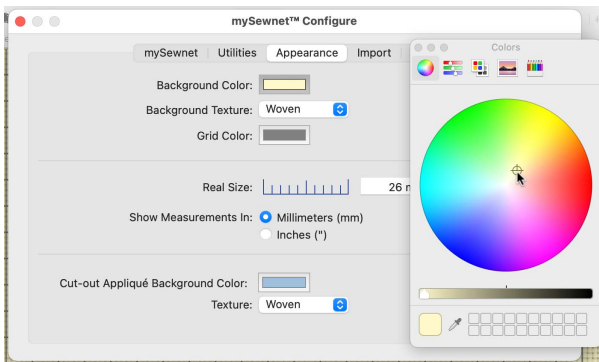 mySewnet™ Configure
mySewnet Utilities Appearance Import
Colors
Background Color:
Background Texture: Woven
Grid Color:
Real Size: 26
Show Measurements In: Millimeters (mm)
Inches (")
Cut-out Appliqué Background Color:
Texture: Woven